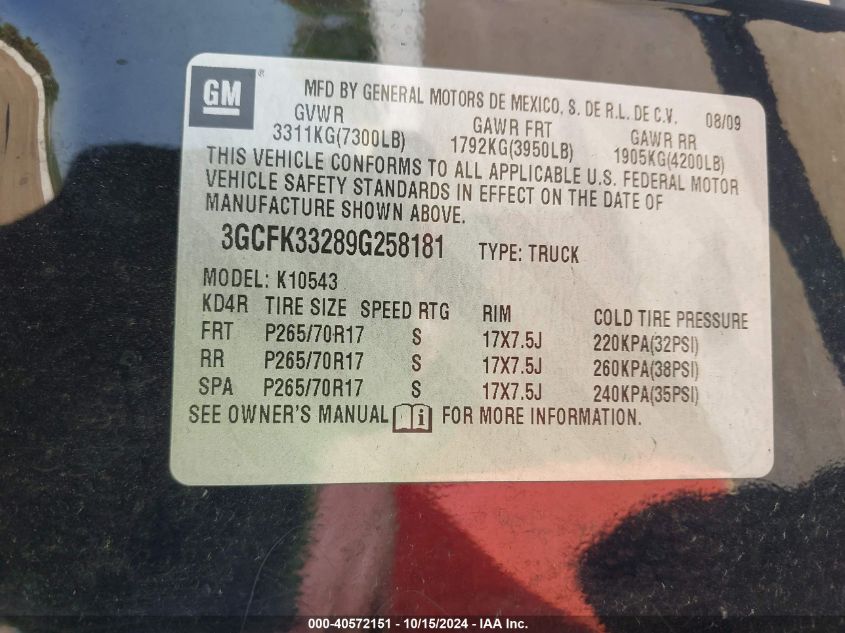 GM ®
MFD BY GENERAL MOTORS DE MEXICO, S. DE R.L. DE C.V. 08/09
GVWR GAWR FRT GAWR RR
3311KG(7300LB) 1792KG(3950LB) 1905KG(4200LB)
THIS VEHICLE CONFORMS TO ALL APPLICABLE U.S. FEDERAL MOTOR
VEHICLE SAFETY STANDARDS IN EFFECT ON THE DATE OF
MANUFACTURE SHOWN ABOVE.
3GCFK33289G258181 TYPE: TRUCK
MODEL: K10543
KD4R TIRE SIZE SPEED RTG RIM COLD TIRE PRESSURE
FRT P265/70R17 S 17X7.5J 220KPA(32PSI)
RR P265/70R17 S 17X7.5J 260KPA(38PSI)
SPA P265/70R17 S 17X7.5J 240KPA(35PSI)
SEE OWNER'S MANUAL i FOR MORE INFORMATION.
000-40572151 - 10/15/2024 - IAA Inc.